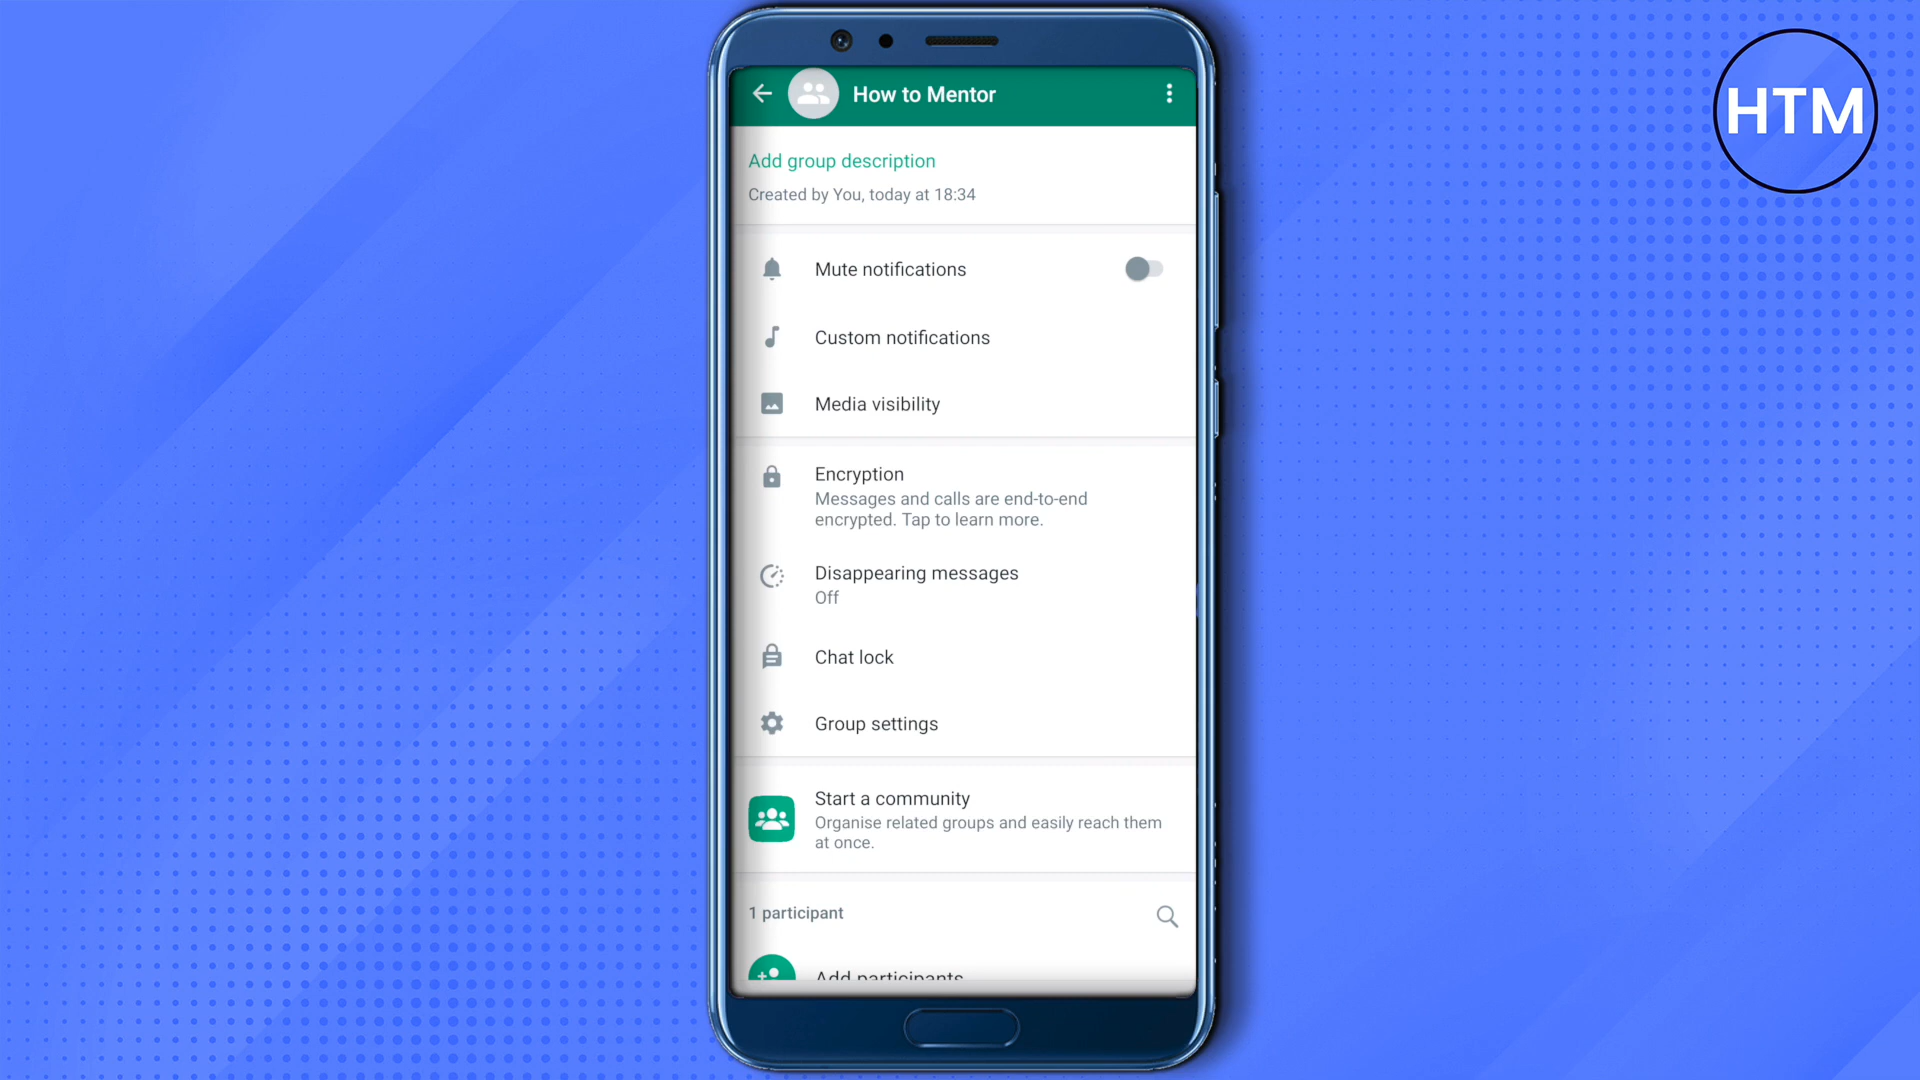 How to Mentor
HTM
Add group description
Created by You, today at 18:34
Mute notifications
Custom notifications
Media visibility
Encryption
Messages and calls are end-to-end
encrypted. Tap to learn more.
Disappearing messages
Off
Chat lock
Group settings
Start a community
Organise related groups and easily reach them
at once.
1 participant
Add participants